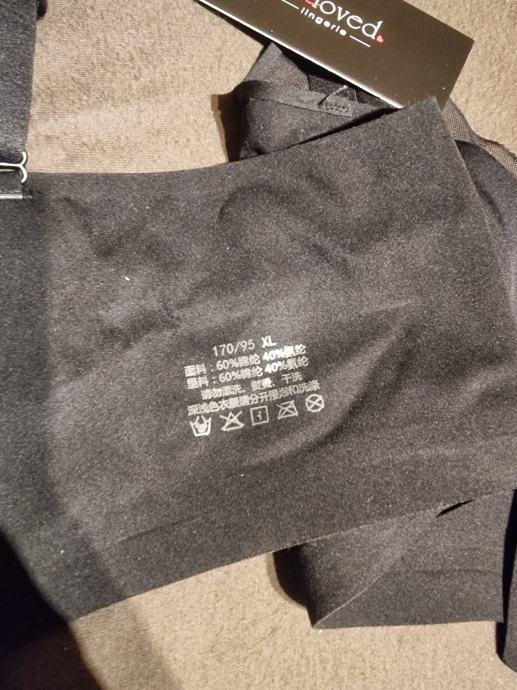 oved
lingerie
170/95 XL
面料：60%锦纶 40%氨纶
里料：60%锦纶 40%氨纶
请勿漂洗、熨烫、干洗
深浅色衣服请分开浸泡和洗涤